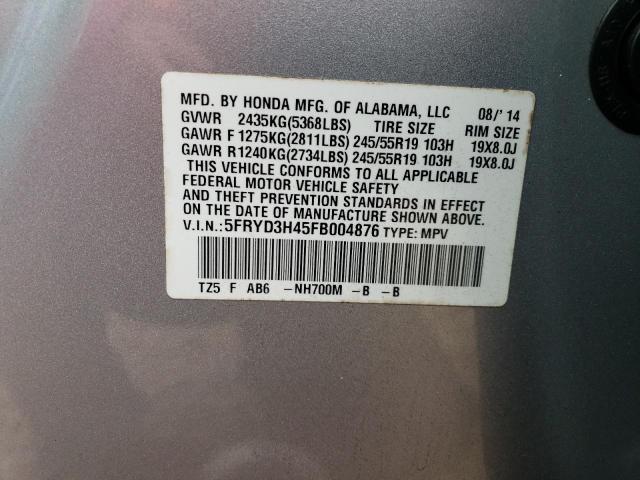 MFD. BY HONDA MFG. OF ALABAMA, LLC 08/'14
GVWR 2435KG(5368LBS) TIRE SIZE RIM SIZE
GAWR F 1275KG(2811LBS) 245/55R19 103H 19X8.0J
GAWR R1240KG(2734LBS) 245/55R19 103H 19X8.0J
THIS VEHICLE CONFORMS TO ALL APPLICABLE
FEDERAL MOTOR VEHICLE SAFETY
AND THEFT PREVENTION STANDARDS IN EFFECT
ON THE DATE OF MANUFACTURE SHOWN ABOVE.
V.I.N.:5FRYD3H45FB004876 TYPE: MPV
TZ5 F AB6 -NH700M -B -B